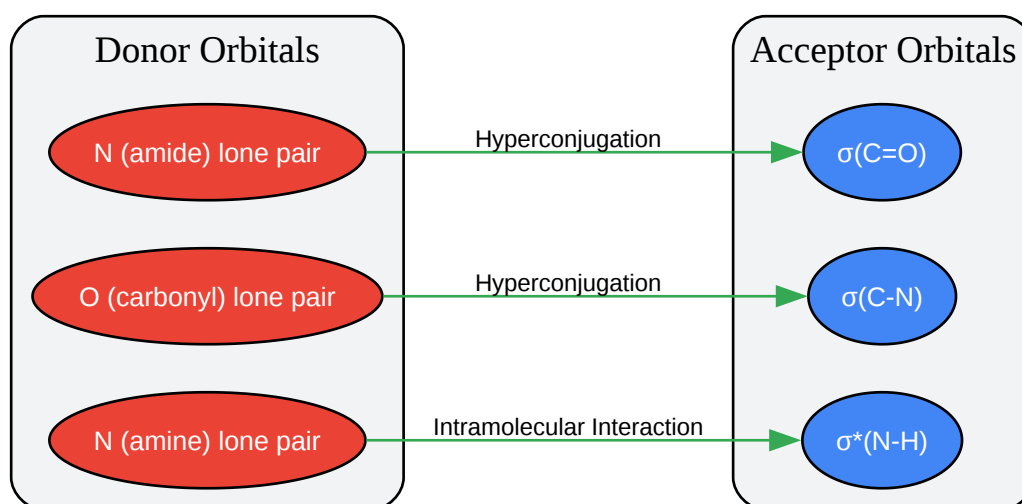 Donor Orbitals
Acceptor Orbitals
N (amide) lone pair
Hyperconjugation
σ(C=O)
O (carbonyl) lone pair
Hyperconjugation
σ(C-N)
N (amine) lone pair
Intramolecular Interaction
σ*(N-H)